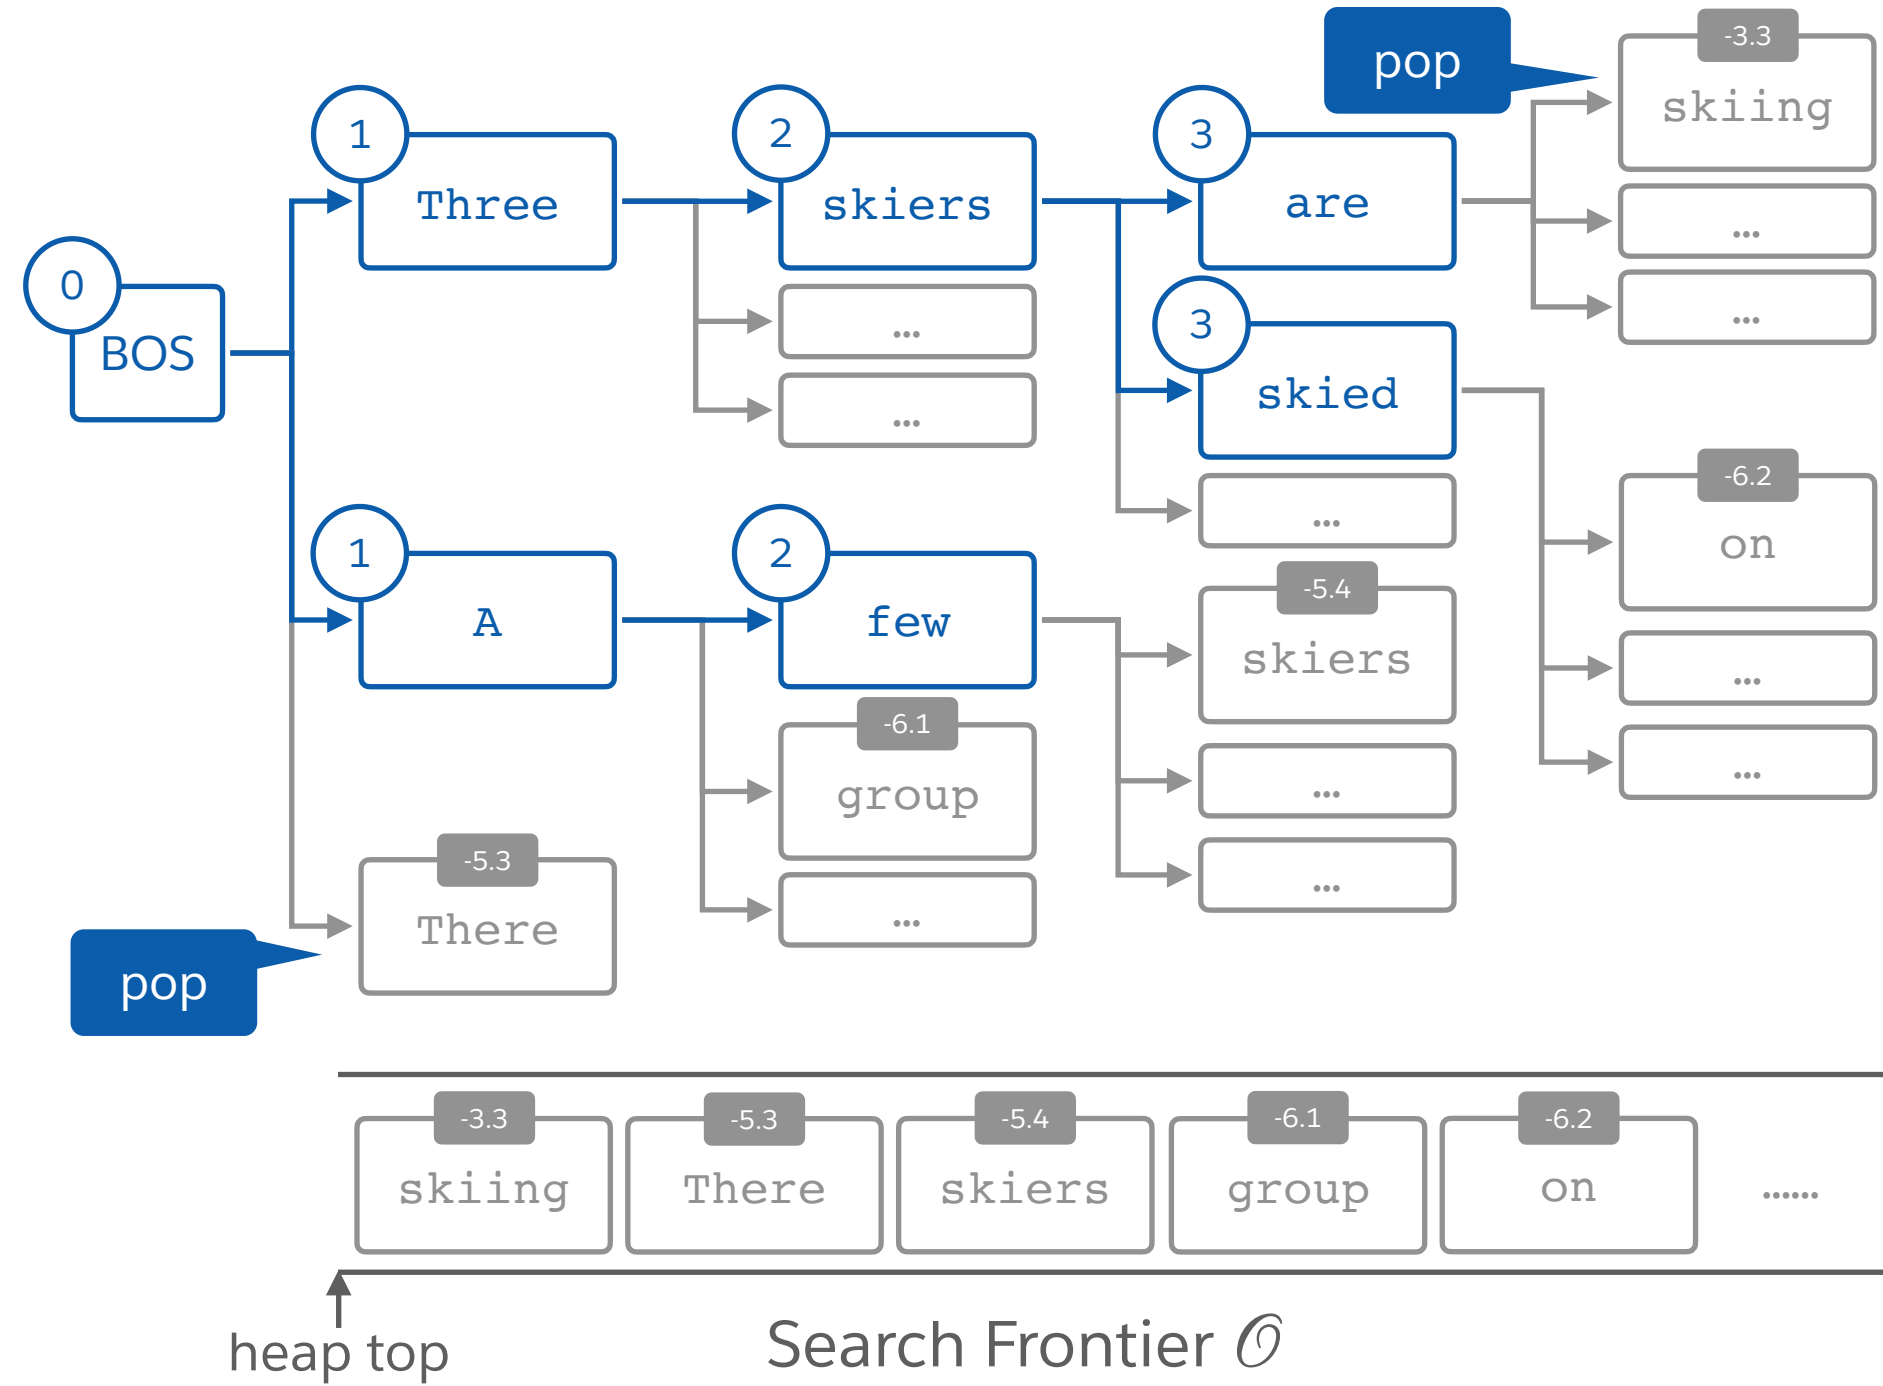 pop
-3.3
skiing
1
Three
2
skiers
3
are
...
...
0
BOS
...
...
3
skied
...
-6.2
on
...
...
1
A
2
few
-5.4
skiers
...
...
-6.1
group
...
-5.3
There
pop
-3.3
skiing
-5.3
There
-5.4
skiers
-6.1
group
-6.2
on
......
heap top
Search Frontier 𝒪